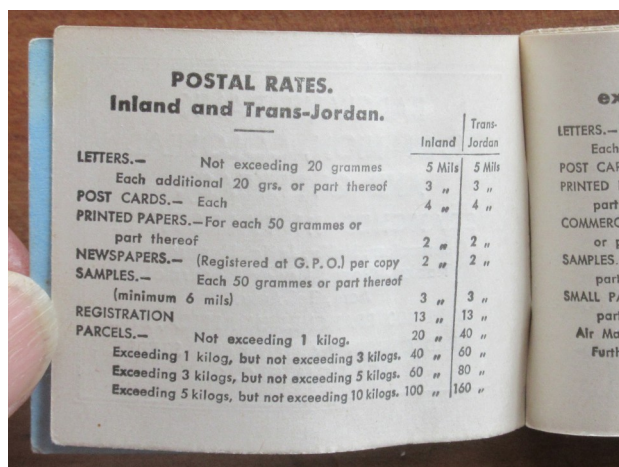 POSTAL RATES.
Inland and Trans-Jordan.
Inland Trans-Jordan
LETTERS.— Not exceeding 20 grammes 5 Mils 5 Mils
Each additional 20 grs. or part thereof 3 „ 3 „
POST CARDS.— Each 4 „ 4 „
PRINTED PAPERS.—For each 50 grammes or
part thereof 2 „ 2 „
NEWSPAPERS.— (Registered at G.P.O.) per copy 2 „ 2 „
SAMPLES.— Each 50 grammes or part thereof
(minimum 6 mils) 3 „ 3 „
REGISTRATION 13 „ 13 „
PARCELS.— Not exceeding 1 kilog. 20 „ 40 „
Exceeding 1 kilog, but not exceeding 3 kilogs. 40 „ 60 „
Exceeding 3 kilogs, but not exceeding 5 kilogs. 60 „ 80 „
Exceeding 5 kilogs, but not exceeding 10 kilogs. 100 „ 160 „
LETTERS.—
Each
POST
PRINTED
part
or
SAMPLES.
part
SMALL
part
Air